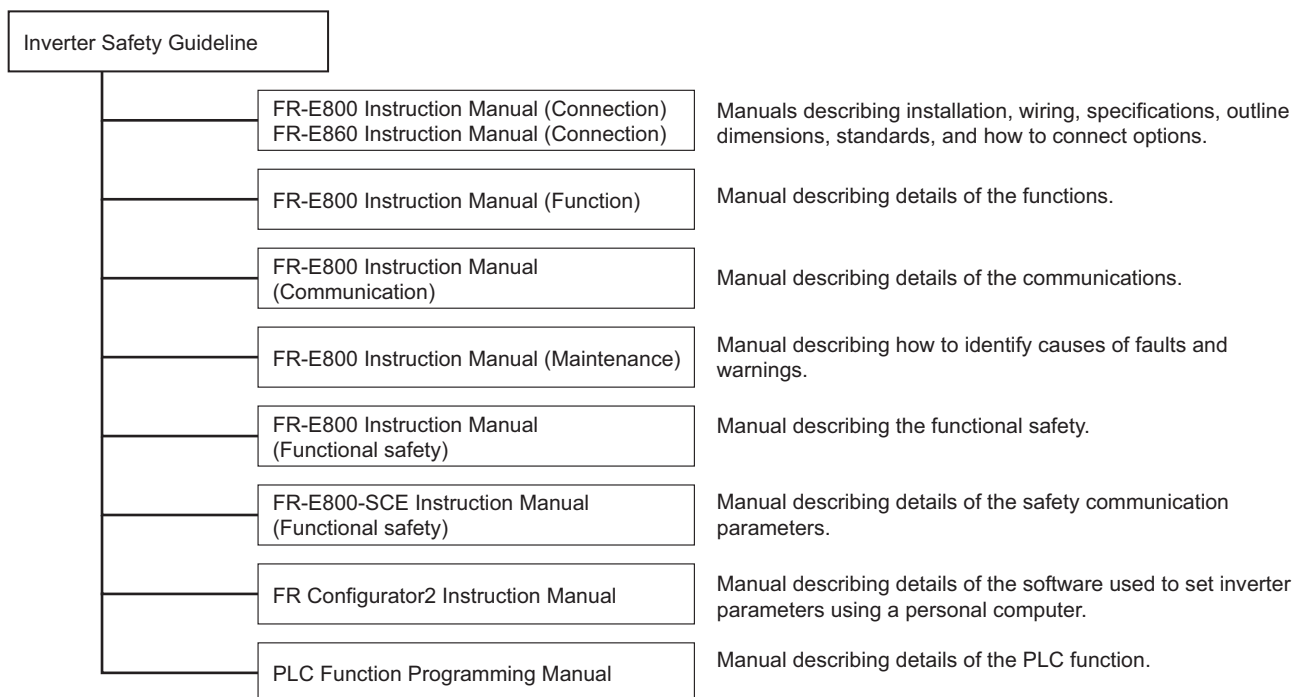 Inverter Safety Guideline
FR-E800 Instruction Manual (Connection)
FR-E860 Instruction Manual (Connection)
Manuals describing installation, wiring, specifications, outline
dimensions, standards, and how to connect options.
FR-E800 Instruction Manual (Function)
Manual describing details of the functions.
FR-E800 Instruction Manual
(Communication)
Manual describing details of the communications.
FR-E800 Instruction Manual (Maintenance)
Manual describing how to identify causes of faults and
warnings.
FR-E800 Instruction Manual
(Functional safety)
Manual describing the functional safety.
FR-E800-SCE Instruction Manual
(Functional safety)
Manual describing details of the safety communication
parameters.
FR Configurator2 Instruction Manual
Manual describing details of the software used to set inverter
parameters using a personal computer.
PLC Function Programming Manual
Manual describing details of the PLC function.